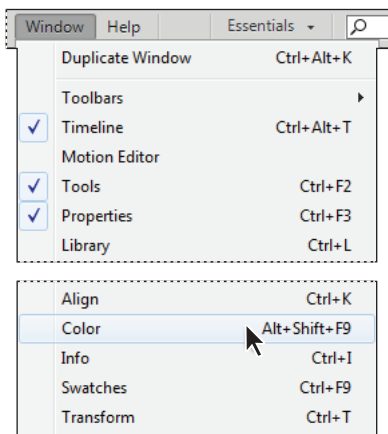 Window Help Essentials
Duplicate Window Ctrl+Alt+K
Toolbars
Timeline Ctrl+Alt+T
Motion Editor
Tools Ctrl+F2
Properties Ctrl+F3
Library Ctrl+L
Align Ctrl+K
Color Alt+Shift+F9
Info Ctrl+I
Swatches Ctrl+F9
Transform Ctrl+T